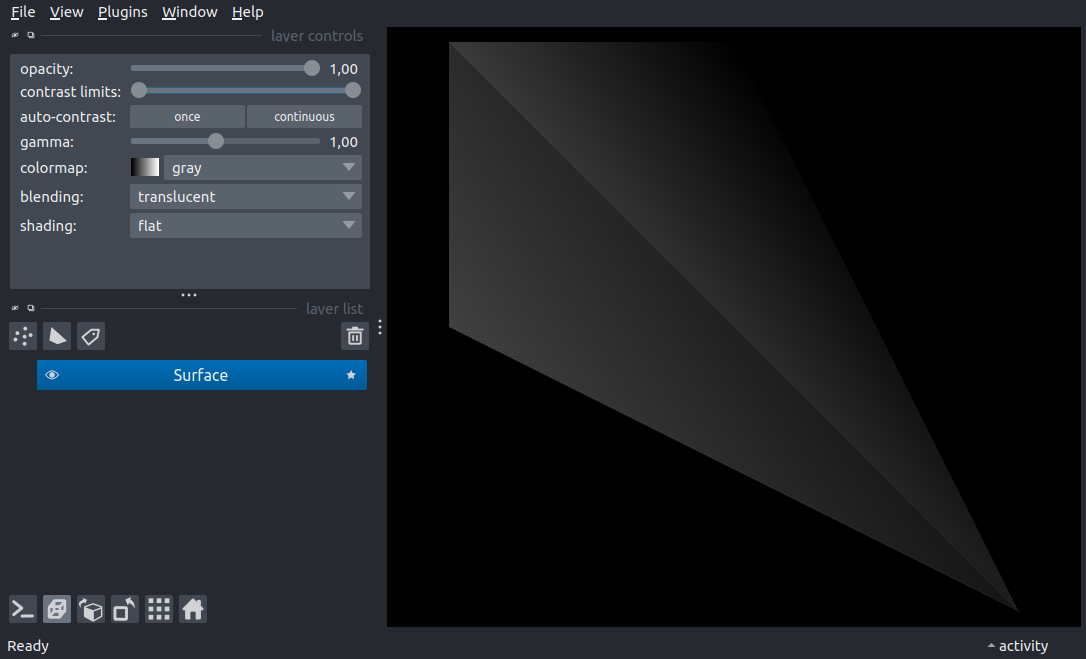 File View Plugins Window Help
layer controls
opacity: 1,00
contrast limits:
auto-contrast: once continuous
gamma: 1,00
colormap: gray
blending: translucent
shading: flat
layer list
Surface
Ready
activity